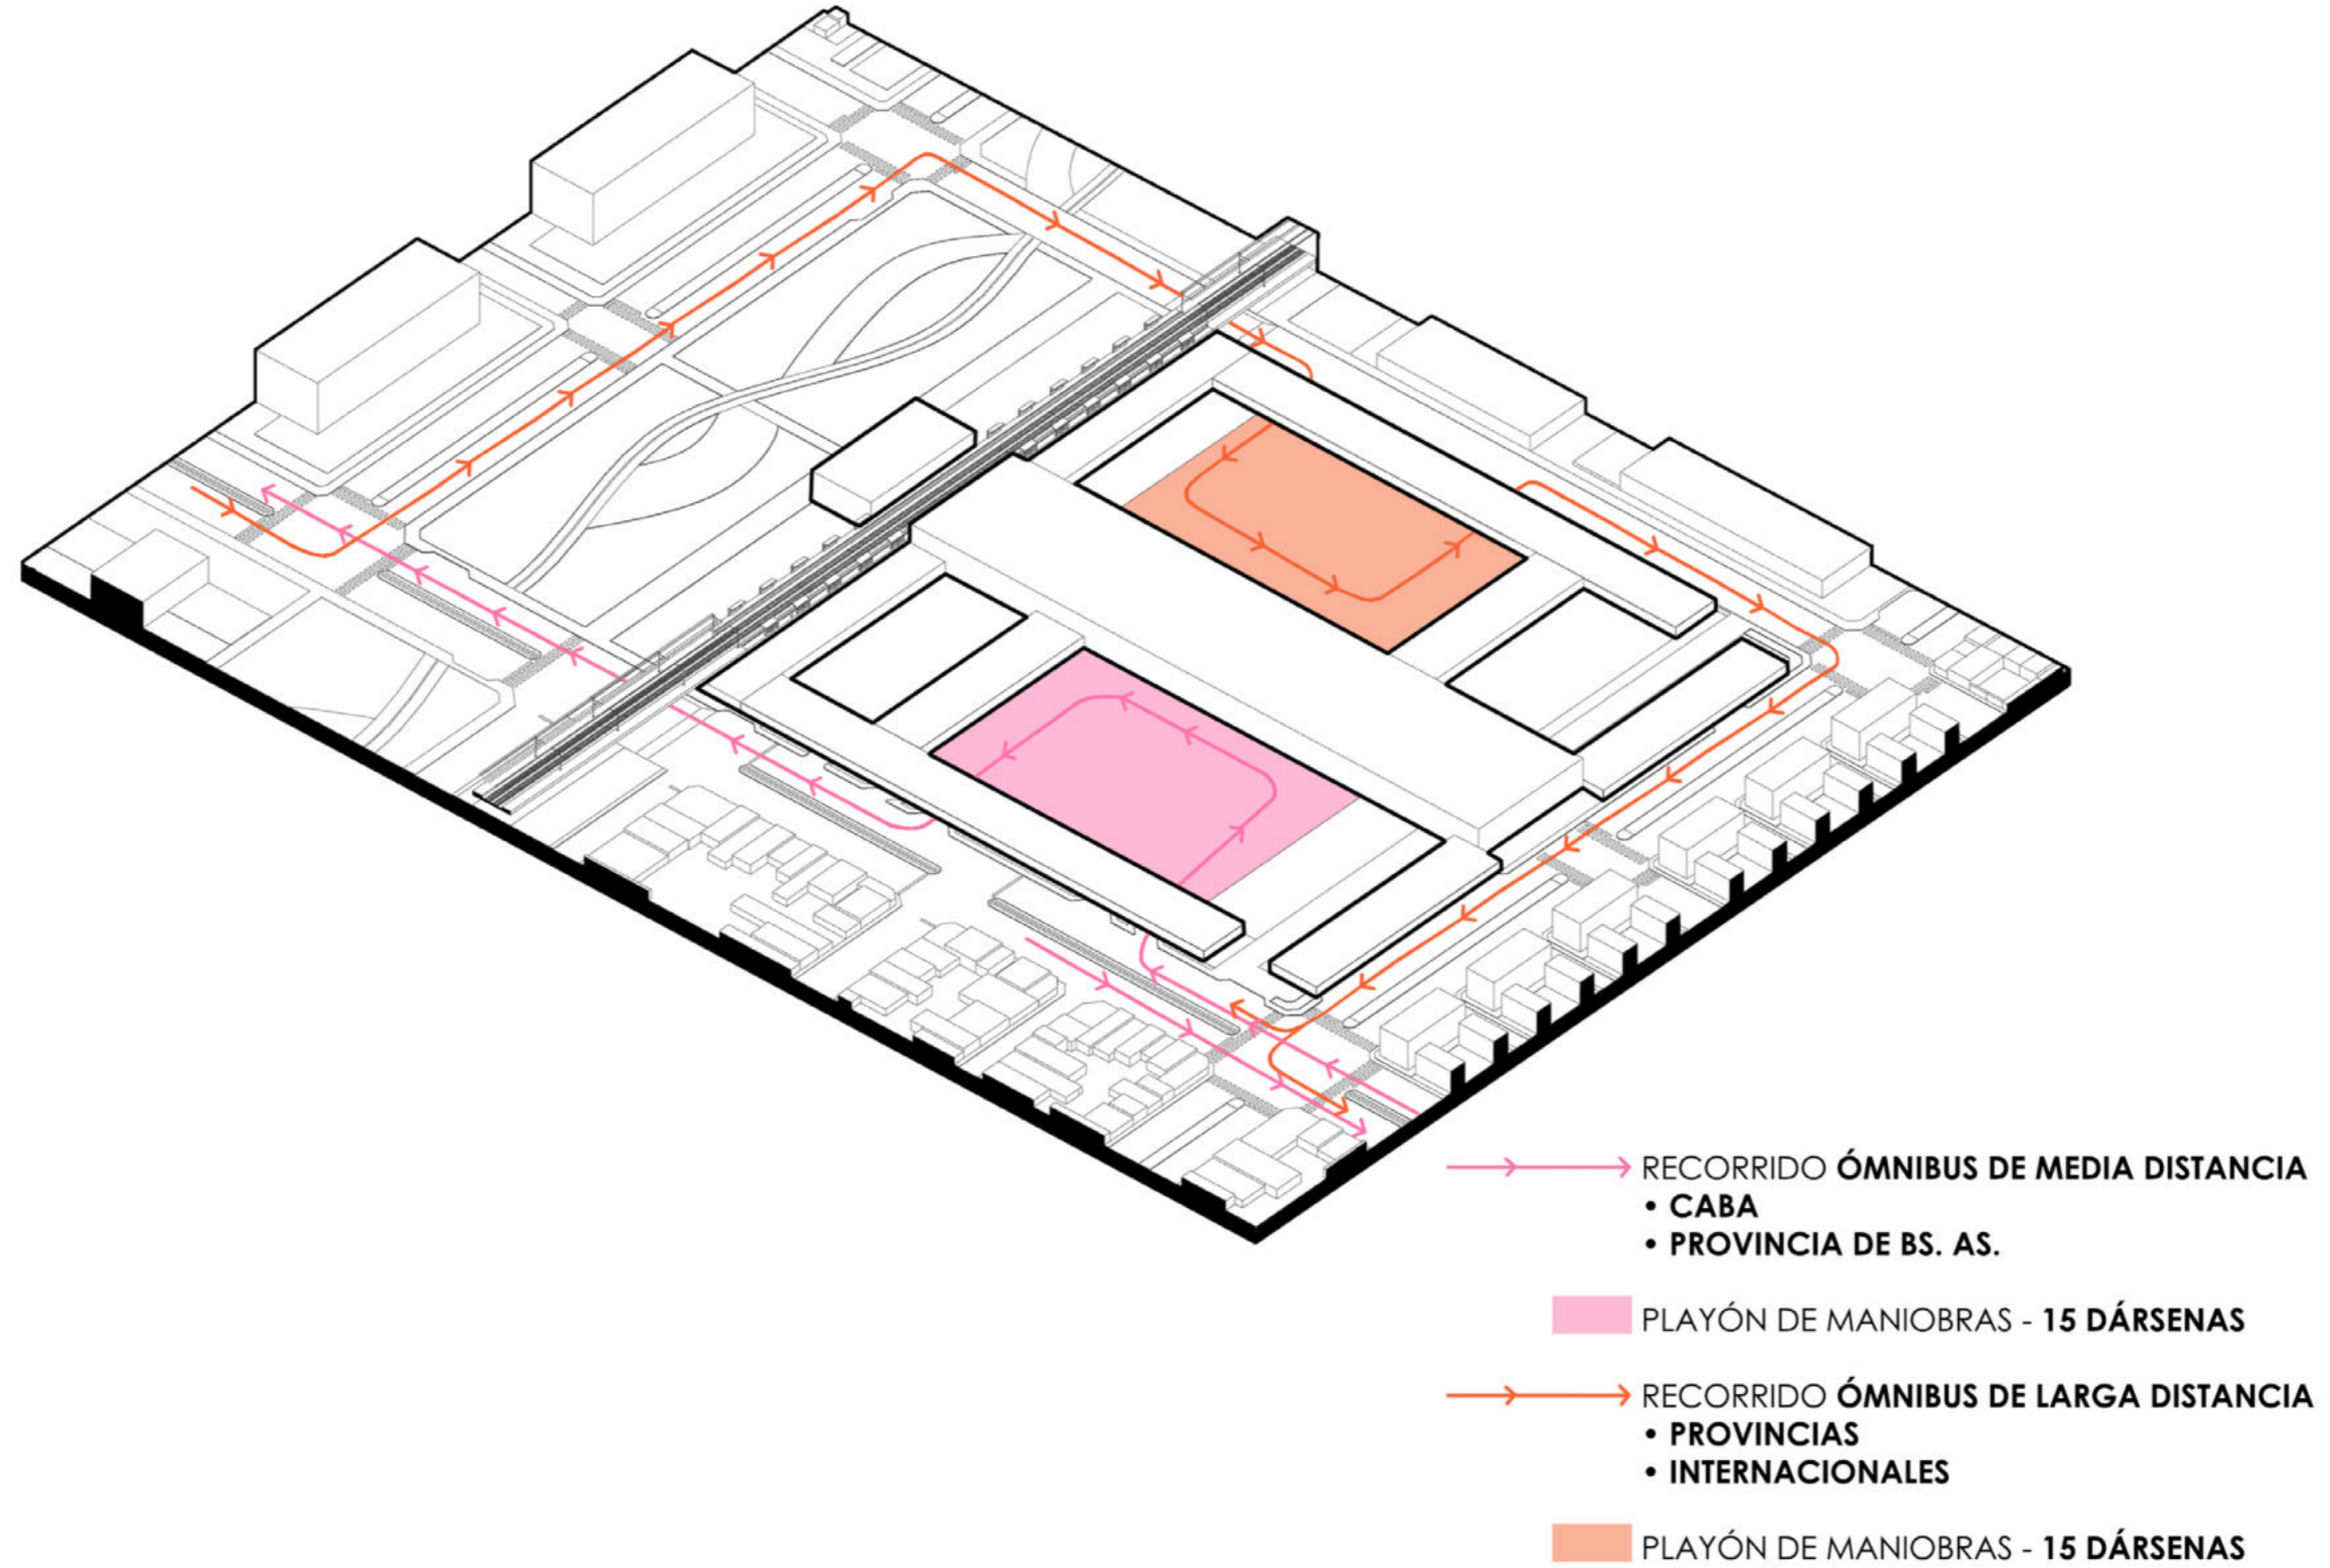 RECORRIDO ÓMNIBUS DE MEDIA DISTANCIA
• CABA
• PROVINCIA DE BS. AS.
PLAYÓN DE MANIOBRAS - 15 DÁRSENAS
RECORRIDO ÓMNIBUS DE LARGA DISTANCIA
• PROVINCIAS
• INTERNACIONALES
PLAYÓN DE MANIOBRAS - 15 DÁRSENAS